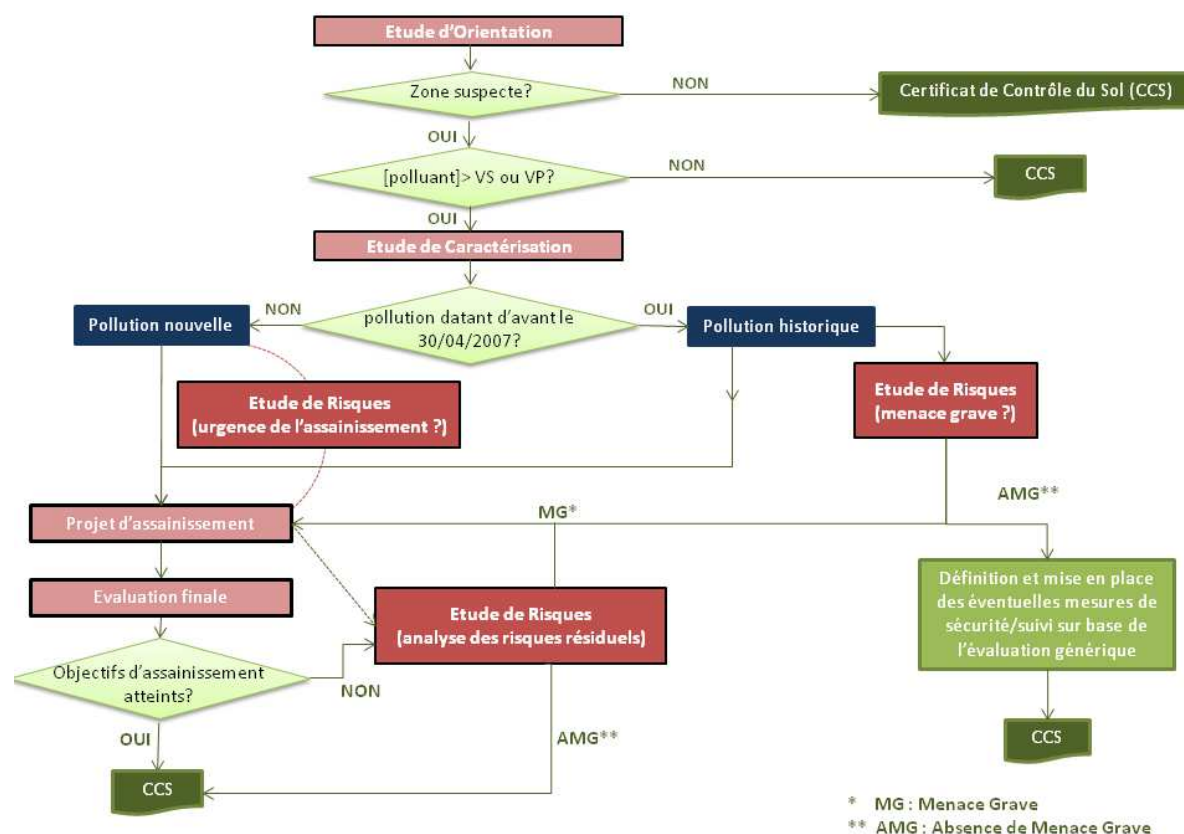 Etude d'Orientation
Zone suspecte?
NON
Certificat de Contrôle du Sol (CCS)
OUI
[polluant]> VS ou VP?
NON
CCS
OUI
Etude de Caractérisation
NON
OUI
Pollution nouvelle
pollution datant d'avant le
30/04/2007?
Pollution historique
Etude de Risques
(urgence de l'assainissement ?)
Etude de Risques
(menace grave ?)
AMG**
MG*
Projet d'assainissement
Evaluation finale
Etude de Risques
(analyse des risques résiduels)
Définition et mise en place
des éventuelles mesures de
sécurité/suivi sur base de
l'évaluation générique
Objectifs d'assainissement
atteints?
NON
OUI
AMG**
CCS
CCS
* MG : Menace Grave
** AMG : Absence de Menace Grave